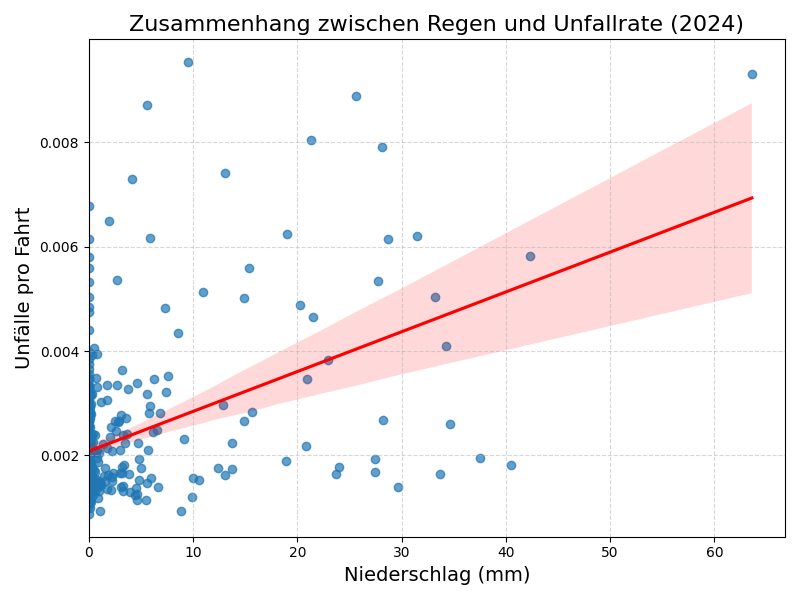 Zusammenhang zwischen Regen und Unfallrate (2024)
Unfälle pro Fahrt
0.008
0.006
0.004
0.002
0 10 20 30 40 50 60
Niederschlag (mm)